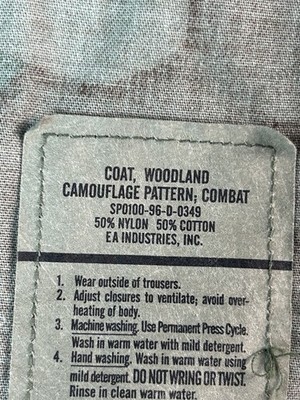 COAT, WOODLAND
CAMOUFLAGE PATTERN; COMBAT
SPO100-96-D-0349
50% NYLON 50% COTTON
EA INDUSTRIES, INC.
1. Wear outside of trousers.
2. Adjust closures to ventilate; avoid over-
heating of body.
3. Machine washing. Use Permanent Press Cycle.
Wash in warm water with mild detergent.
4. Hand washing. Wash in warm water using
mild detergent. DO NOT WRING OR TWIST.
Rinse in clean warm water.